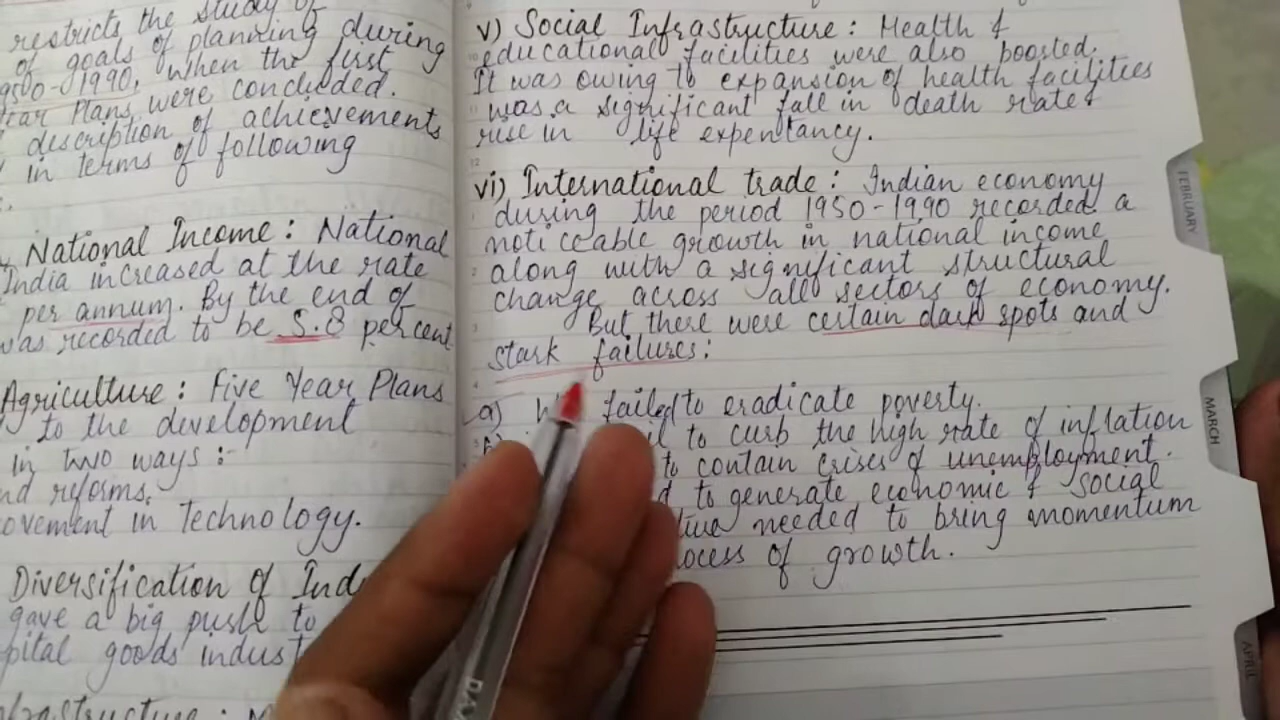 restricts the study of
of goals of planning during
1990, when the first
Plans were concluded.
description of achievements
in terms of following
National Income: National
India increased at the rate
per annum. By the end of
was recorded to be 5.8 per cent
Agriculture: Five Year Plans
to the development
in two ways:-
nd reforms.
ovement in Technology.
Diversification of Ind
gave a big push to
pital goods indust
v) Social Infrastructure: Health &
educational facilities were also boosted.
It was owing to expansion of health facilities
was a significant fall in death rate &
rise in life expentancy.
vi) International trade: Indian economy
during the period 1950-1990 recorded a
noticeable growth in national income
along with a significant structural
change across all sectors of economy.
But there were certain dark spots and
stark failures:
a) failed to eradicate poverty.
to curb the high rate of inflation
to contain crises of unemployment.
d to generate economic & social
needed to bring momentum
ocess of growth.
FEBRUARY
MARCH
APRIL